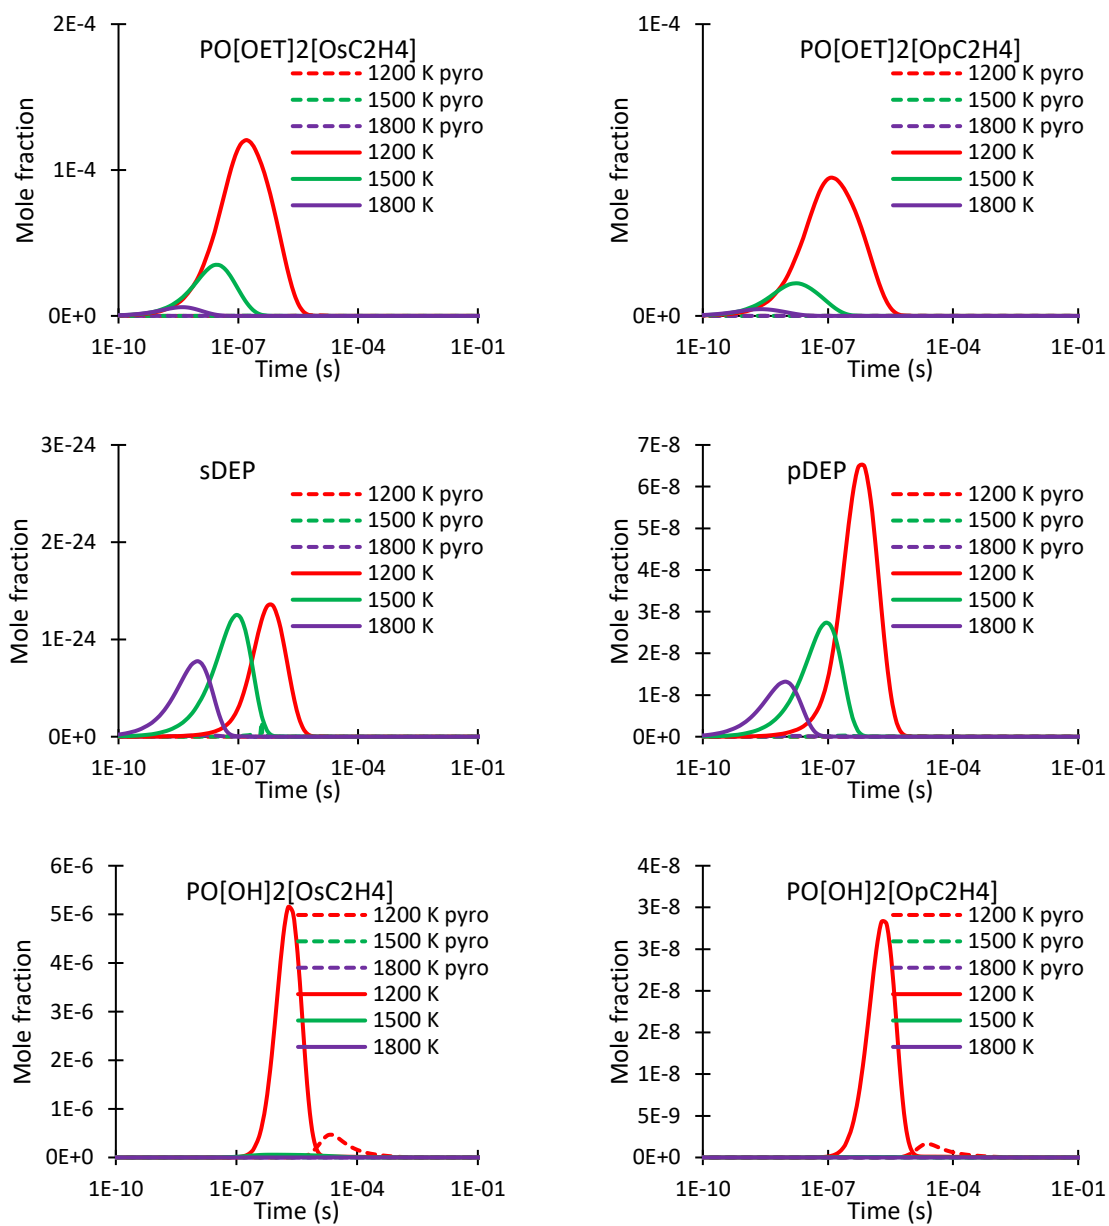 PO[OET]2[OsC2H4]
1200 K pyro
1500 K pyro
1800 K pyro
1200 K
1500 K
1800 K
Mole fraction
2E-4
1E-4
0E+0
1E-10
1E-07
1E-04
1E-01
Time (s)
PO[OET]2[OpC2H4]
1200 K pyro
1500 K pyro
1800 K pyro
1200 K
1500 K
1800 K
Mole fraction
1E-4
1E-4
0E+0
1E-10
1E-07
1E-04
1E-01
Time (s)
sDEP
1200 K pyro
1500 K pyro
1800 K pyro
1200 K
1500 K
1800 K
Mole fraction
3E-24
2E-24
1E-24
0E+0
1E-10
1E-07
1E-04
1E-01
Time (s)
pDEP
1200 K pyro
1500 K pyro
1800 K pyro
1200 K
1500 K
1800 K
Mole fraction
7E-8
6E-8
5E-8
4E-8
3E-8
2E-8
1E-8
0E+0
1E-10
1E-07
1E-04
1E-01
Time (s)
PO[OH]2[OsC2H4]
1200 K pyro
1500 K pyro
1800 K pyro
1200 K
1500 K
1800 K
Mole fraction
6E-6
5E-6
4E-6
3E-6
2E-6
1E-6
0E+0
1E-10
1E-07
1E-04
1E-01
Time (s)
PO[OH]2[OpC2H4]
1200 K pyro
1500 K pyro
1800 K pyro
1200 K
1500 K
1800 K
Mole fraction
4E-8
3E-8
3E-8
2E-8
2E-8
1E-8
5E-9
0E+0
1E-10
1E-07
1E-04
1E-01
Time (s)